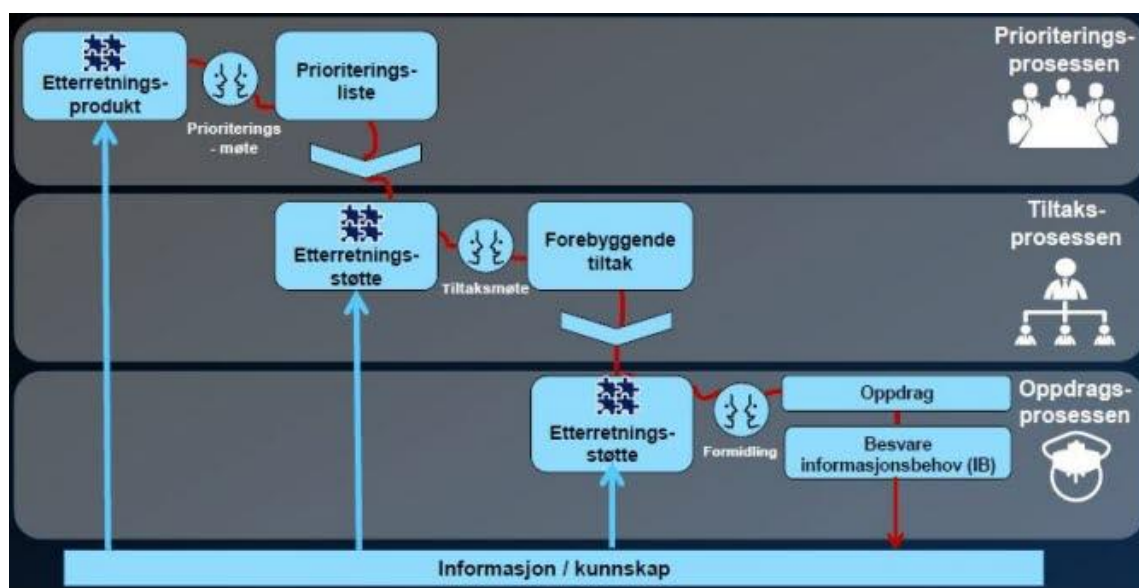 Etterretnings-
produkt
Prioriterings
- møte
Prioriterings-
liste
Prioriterings-
prosessen
Etterretnings-
støtte
Tiltaksmøte
Forebyggende
tiltak
Tiltaks-
prosessen
Etterretnings-
støtte
Formidling
Oppdrag
Besvare
informasjonsbehov (IB)
Oppdrags-
prosessen
Informasjon / kunnskap